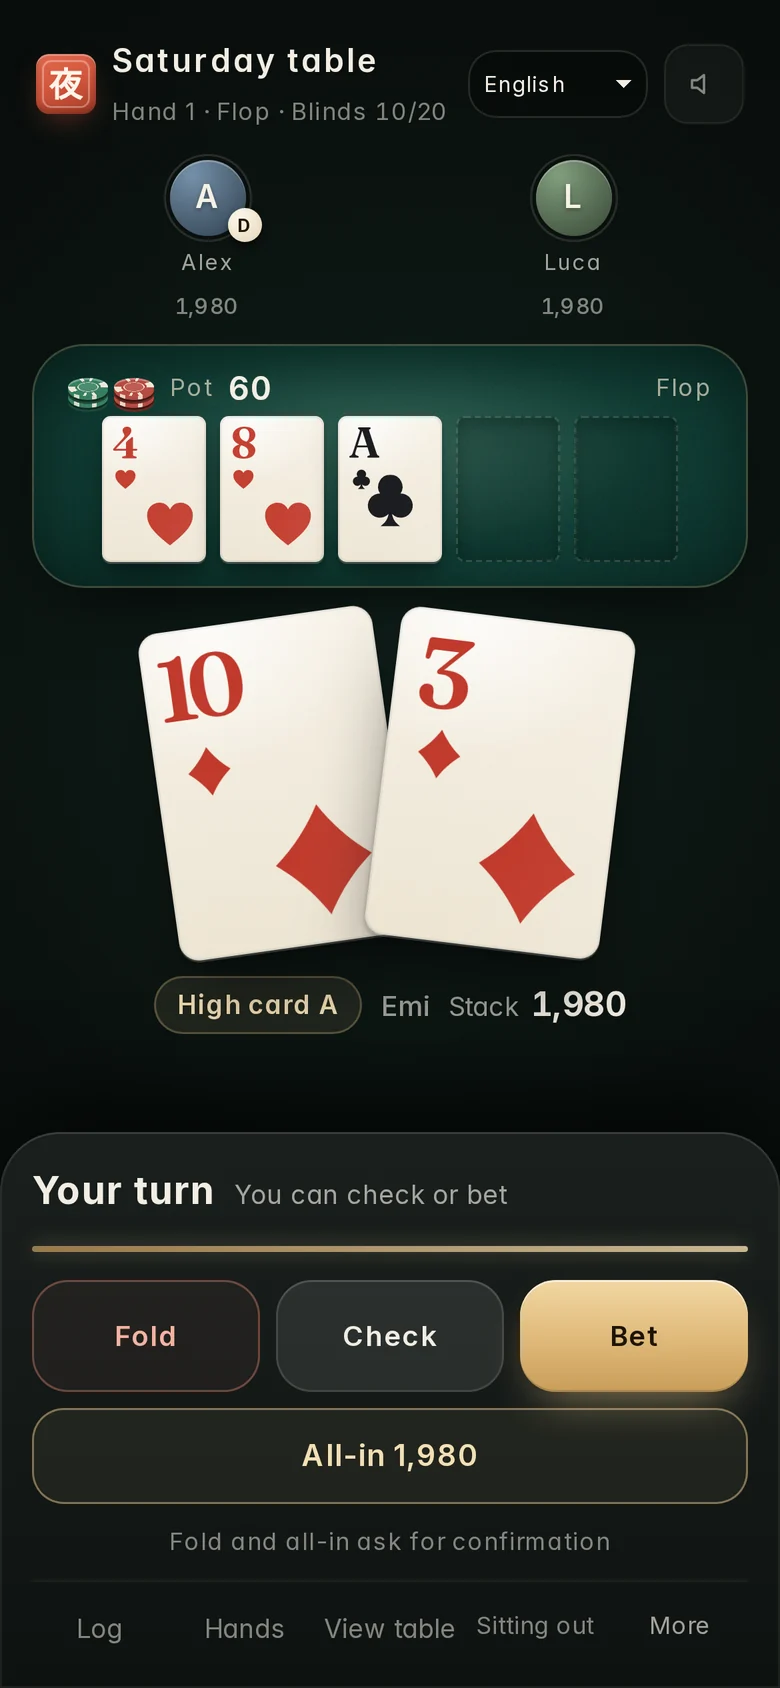 夜
Saturday table
Hand 1 · Flop · Blinds 10/20
English
A
D
Alex
1,980
L
Luca
1,980
Pot 60
Flop
4
8
A
10
3
High card A
Emi Stack 1,980
Your turn You can check or bet
Fold
Check
Bet
All-in 1,980
Fold and all-in ask for confirmation
Log
Hands
View table
Sitting out
More